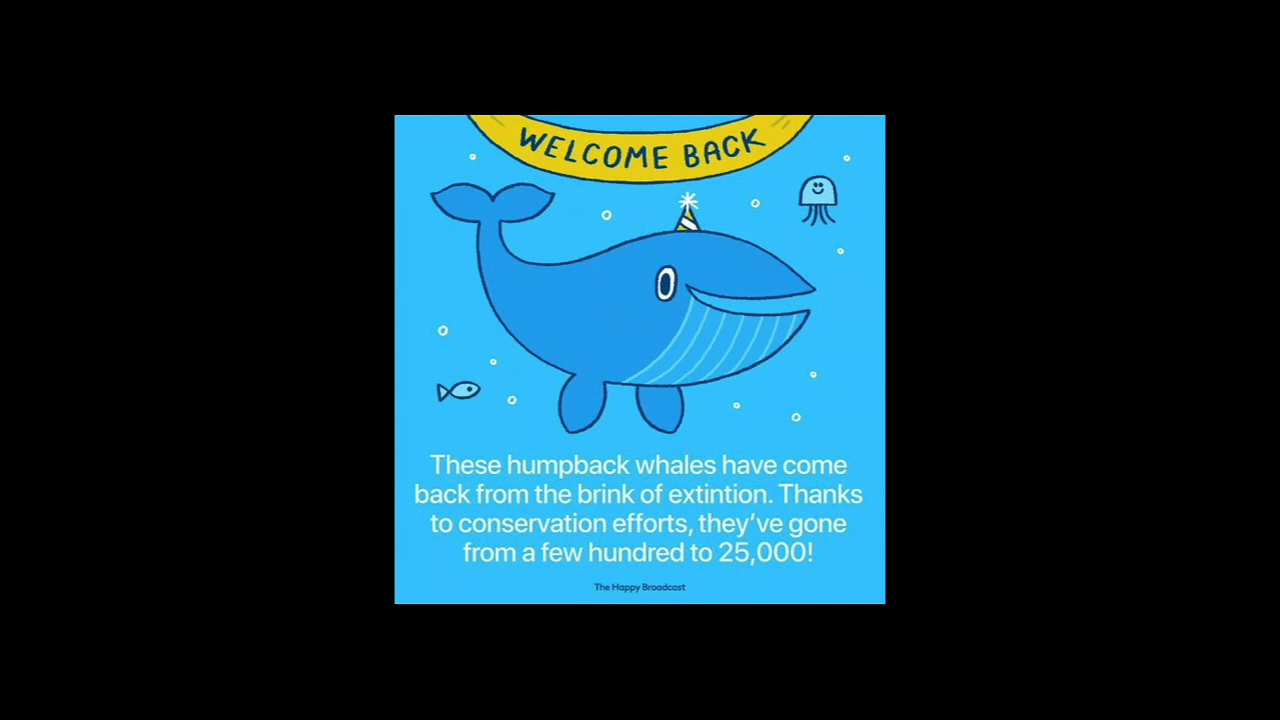 WELCOME BACK
These humpback whales have come
back from the brink of extintion. Thanks
to conservation efforts, they've gone
from a few hundred to 25,000!
The Happy Broadcast